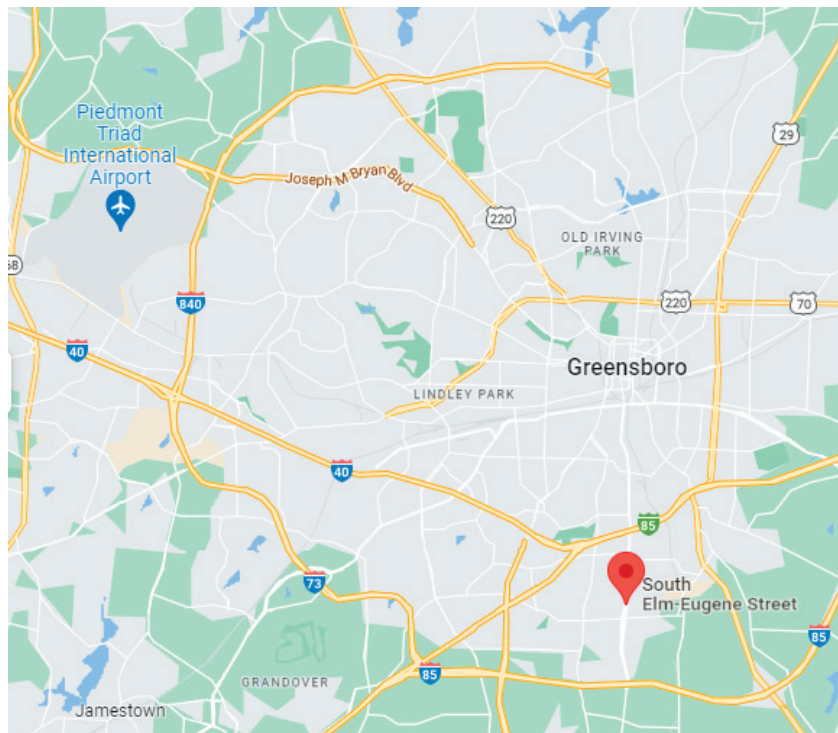 Piedmont
Triad
International
Airport
29
Joseph M Bryan Blvd
220
OLD IRVING
PARK
68
840
220
70
40
Greensboro
LINDLEY PARK
40
85
73
South
Elm-Eugene Street
85
85
GRANDOVER
Jamestown